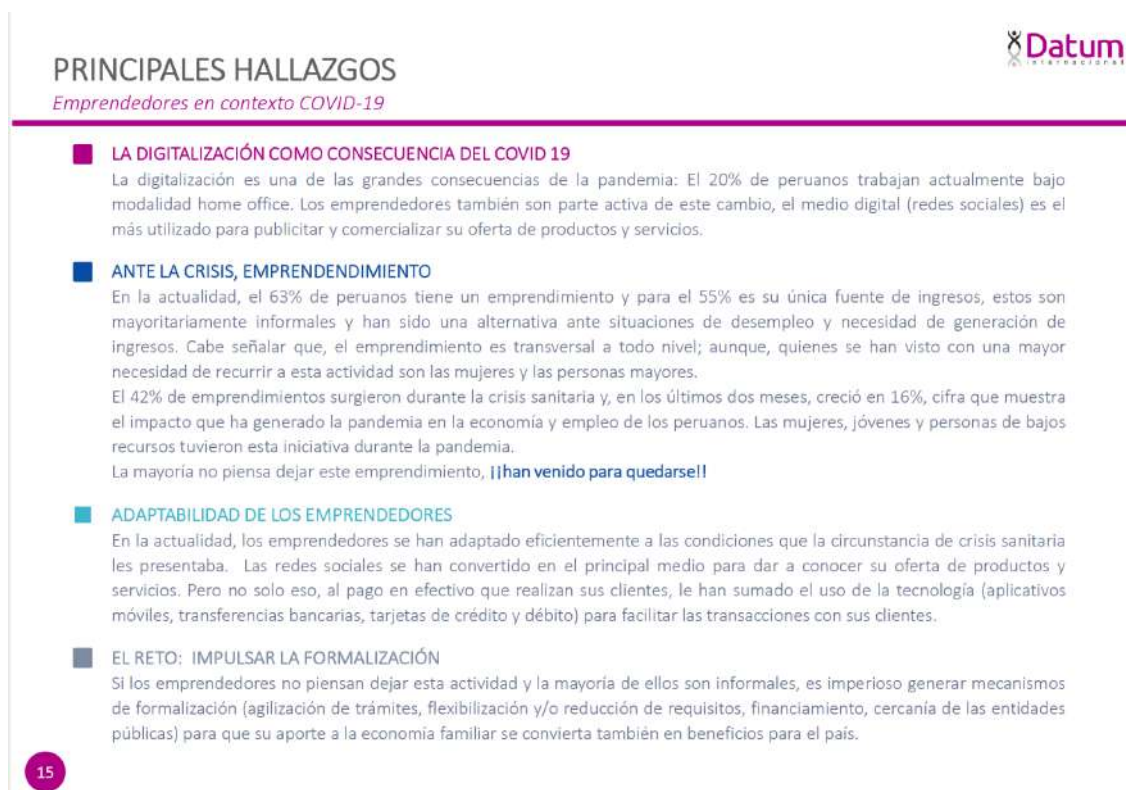 Datum
internacional
PRINCIPALES HALLAZGOS
Emprendedores en contexto COVID-19
LA DIGITALIZACIÓN COMO CONSECUENCIA DEL COVID 19
La digitalización es una de las grandes consecuencias de la pandemia: El 20% de peruanos trabajan actualmente bajo
modalidad home office. Los emprendedores también son parte activa de este cambio, el medio digital (redes sociales) es el
más utilizado para publicitar y comercializar su oferta de productos y servicios.
ANTE LA CRISIS, EMPRENDENDIMIENTO
En la actualidad, el 63% de peruanos tiene un emprendimiento y para el 55% es su única fuente de ingresos, estos son
mayoritariamente informales y han sido una alternativa ante situaciones de desempleo y necesidad de generación de
ingresos. Cabe señalar que, el emprendimiento es transversal a todo nivel; aunque, quienes se han visto con una mayor
necesidad de recurrir a esta actividad son las mujeres y las personas mayores.
El 42% de emprendimientos surgieron durante la crisis sanitaria y, en los últimos dos meses, creció en 16%, cifra que muestra
el impacto que ha generado la pandemia en la economía y empleo de los peruanos. Las mujeres, jóvenes y personas de bajos
recursos tuvieron esta iniciativa durante la pandemia.
La mayoría no piensa dejar este emprendimiento, ¡¡han venido para quedarse!!
ADAPTABILIDAD DE LOS EMPRENDEDORES
En la actualidad, los emprendedores se han adaptado eficientemente a las condiciones que la circunstancia de crisis sanitaria
les presentaba. Las redes sociales se han convertido en el principal medio para dar a conocer su oferta de productos y
servicios. Pero no solo eso, al pago en efectivo que realizan sus clientes, le han sumado el uso de la tecnología (aplicativos
móviles, transferencias bancarias, tarjetas de crédito y débito) para facilitar las transacciones con sus clientes.
EL RETO: IMPULSAR LA FORMALIZACIÓN
Si los emprendedores no piensan dejar esta actividad y la mayoría de ellos son informales, es imperioso generar mecanismos
de formalización (agilización de trámites, flexibilización y/o reducción de requisitos, financiamiento, cercanía de las entidades
públicas) para que su aporte a la economía familiar se convierta también en beneficios para el país.
15